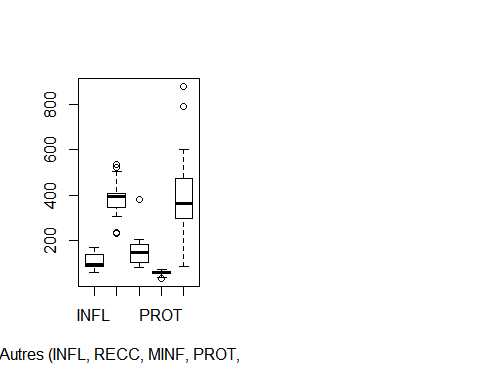 800
600
400
200
INFL PROT
Autres (INFL, RECC, MINF, PROT,